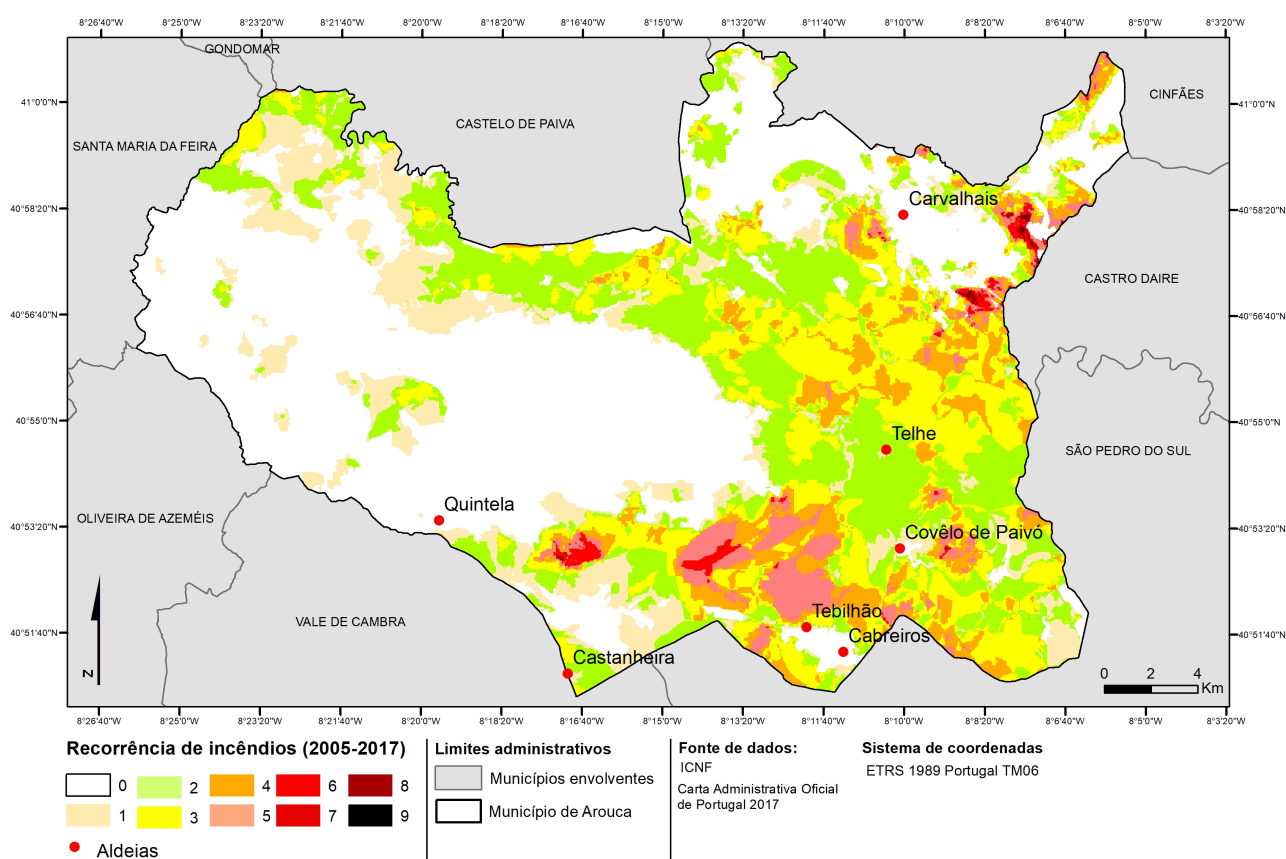 8°26'40"W 8°25'0"W 8°23'20"W 8°21'40"W 8°20'0"W 8°18'20"W 8°16'40"W 8°15'0"W 8°13'20"W 8°11'40"W 8°10'0"W 8°8'20"W 8°6'40"W 8°5'0"W 8°3'20"W
GONDOMAR
CINFÃES
41°0'0"N 41°0'0"N
CASTELO DE PAIVA
SANTA MARIA DA FEIRA
Carvalhais
40°58'20"N 40°58'20"N
CASTRO DAIRE
40°56'40"N 40°56'40"N
40°55'0"N 40°55'0"N
Telhe
SÃO PEDRO DO SUL
Quintela
OLIVEIRA DE AZEMÉIS
40°53'20"N 40°53'20"N
Covêlo de Paivó
Tebilhão
VALE DE CAMBRA
40°51'40"N 40°51'40"N
Cabreiros
Castanheira
N
0 2 4
Km
8°26'40"W 8°25'0"W 8°23'20"W 8°21'40"W 8°20'0"W 8°18'20"W 8°16'40"W 8°15'0"W 8°13'20"W 8°11'40"W 8°10'0"W 8°8'20"W 8°6'40"W 8°5'0"W 8°3'20"W
Recorrência de incêndios (2005-2017)
0 2 4 6 8
1 3 5 7 9
Aldeias
Limites administrativos
Municípios envolventes
Município de Arouca
Fonte de dados:
ICNF
Carta Administrativa Oficial
de Portugal 2017
Sistema de coordenadas
ETRS 1989 Portugal TM06